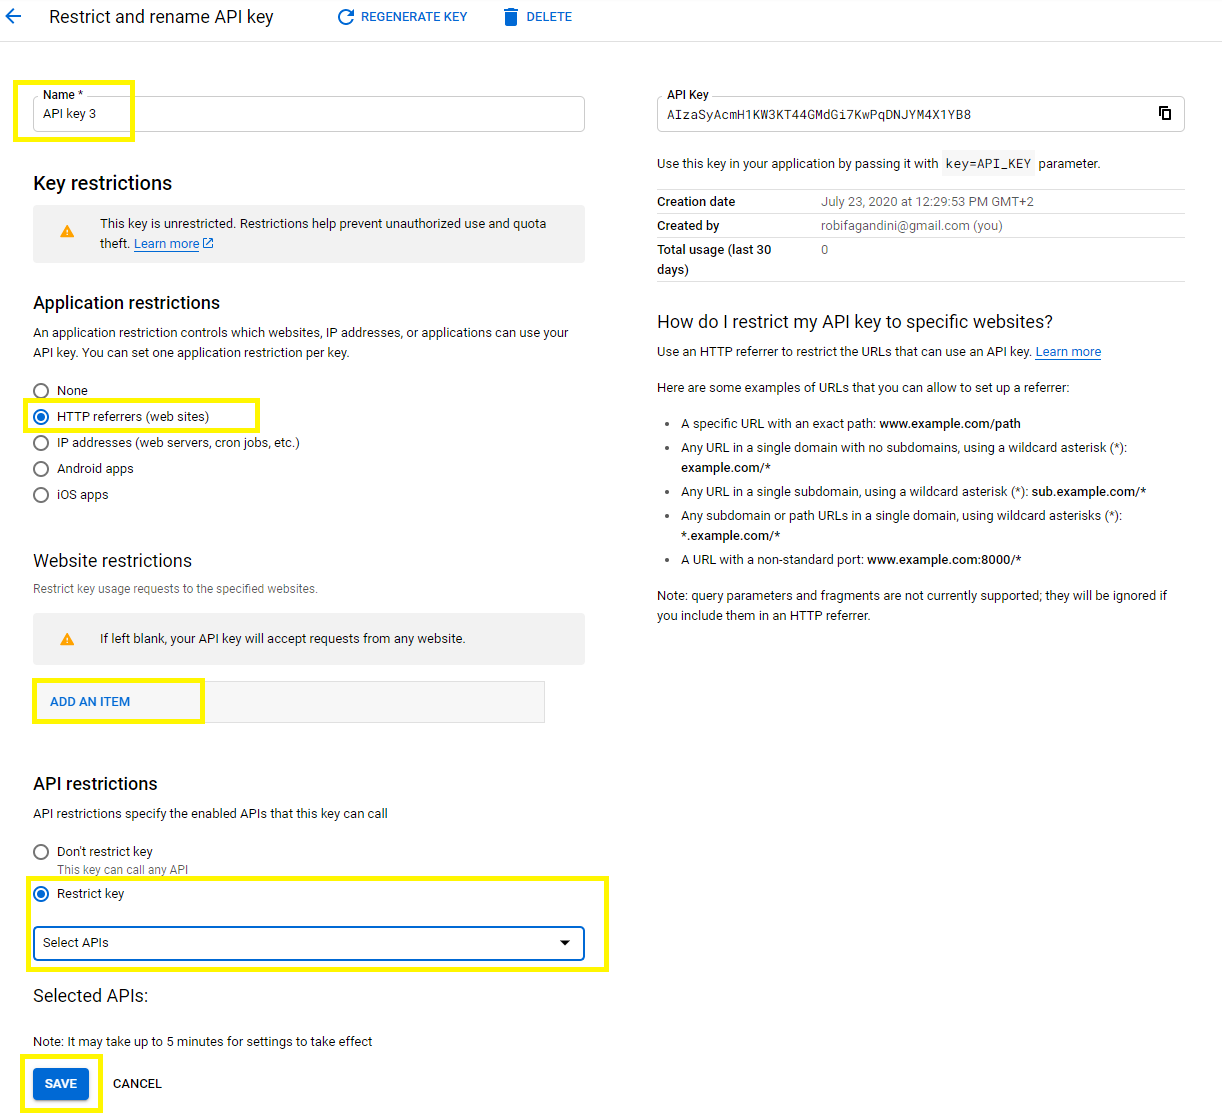 Restrict and rename API key
REGENERATE KEY
DELETE
Name *
API key 3
Key restrictions
This key is unrestricted. Restrictions help prevent unauthorized use and quota
theft. Learn more
Application restrictions
An application restriction controls which websites, IP addresses, or applications can use your
API key. You can set one application restriction per key.
None
HTTP referrers (web sites)
IP addresses (web servers, cron jobs, etc.)
Android apps
iOS apps
Website restrictions
Restrict key usage requests to the specified websites.
If left blank, your API key will accept requests from any website.
ADD AN ITEM
API restrictions
API restrictions specify the enabled APIs that this key can call
Don't restrict key
This key can call any API
Restrict key
Select APIs
Selected APIs:
Note: It may take up to 5 minutes for settings to take effect
SAVE
CANCEL
API Key
AIzaSyAcmH1KW3KT44GMdGi7KwPqDNJYM4X1YB8
Use this key in your application by passing it with key=API_KEY parameter.
Creation date
July 23, 2020 at 12:29:53 PM GMT+2
Created by
robifagandini@gmail.com (you)
Total usage (last 30
days)
0
How do I restrict my API key to specific websites?
Use an HTTP referrer to restrict the URLs that can use an API key. Learn more
Here are some examples of URLs that you can allow to set up a referrer:
• A specific URL with an exact path: www.example.com/path
• Any URL in a single domain with no subdomains, using a wildcard asterisk (*):
example.com/*
• Any URL in a single subdomain, using a wildcard asterisk (*): sub.example.com/*
• Any subdomain or path URLs in a single domain, using wildcard asterisks (*):
*.example.com/*
• A URL with a non-standard port: www.example.com:8000/*
Note: query parameters and fragments are not currently supported; they will be ignored if
you include them in an HTTP referrer.